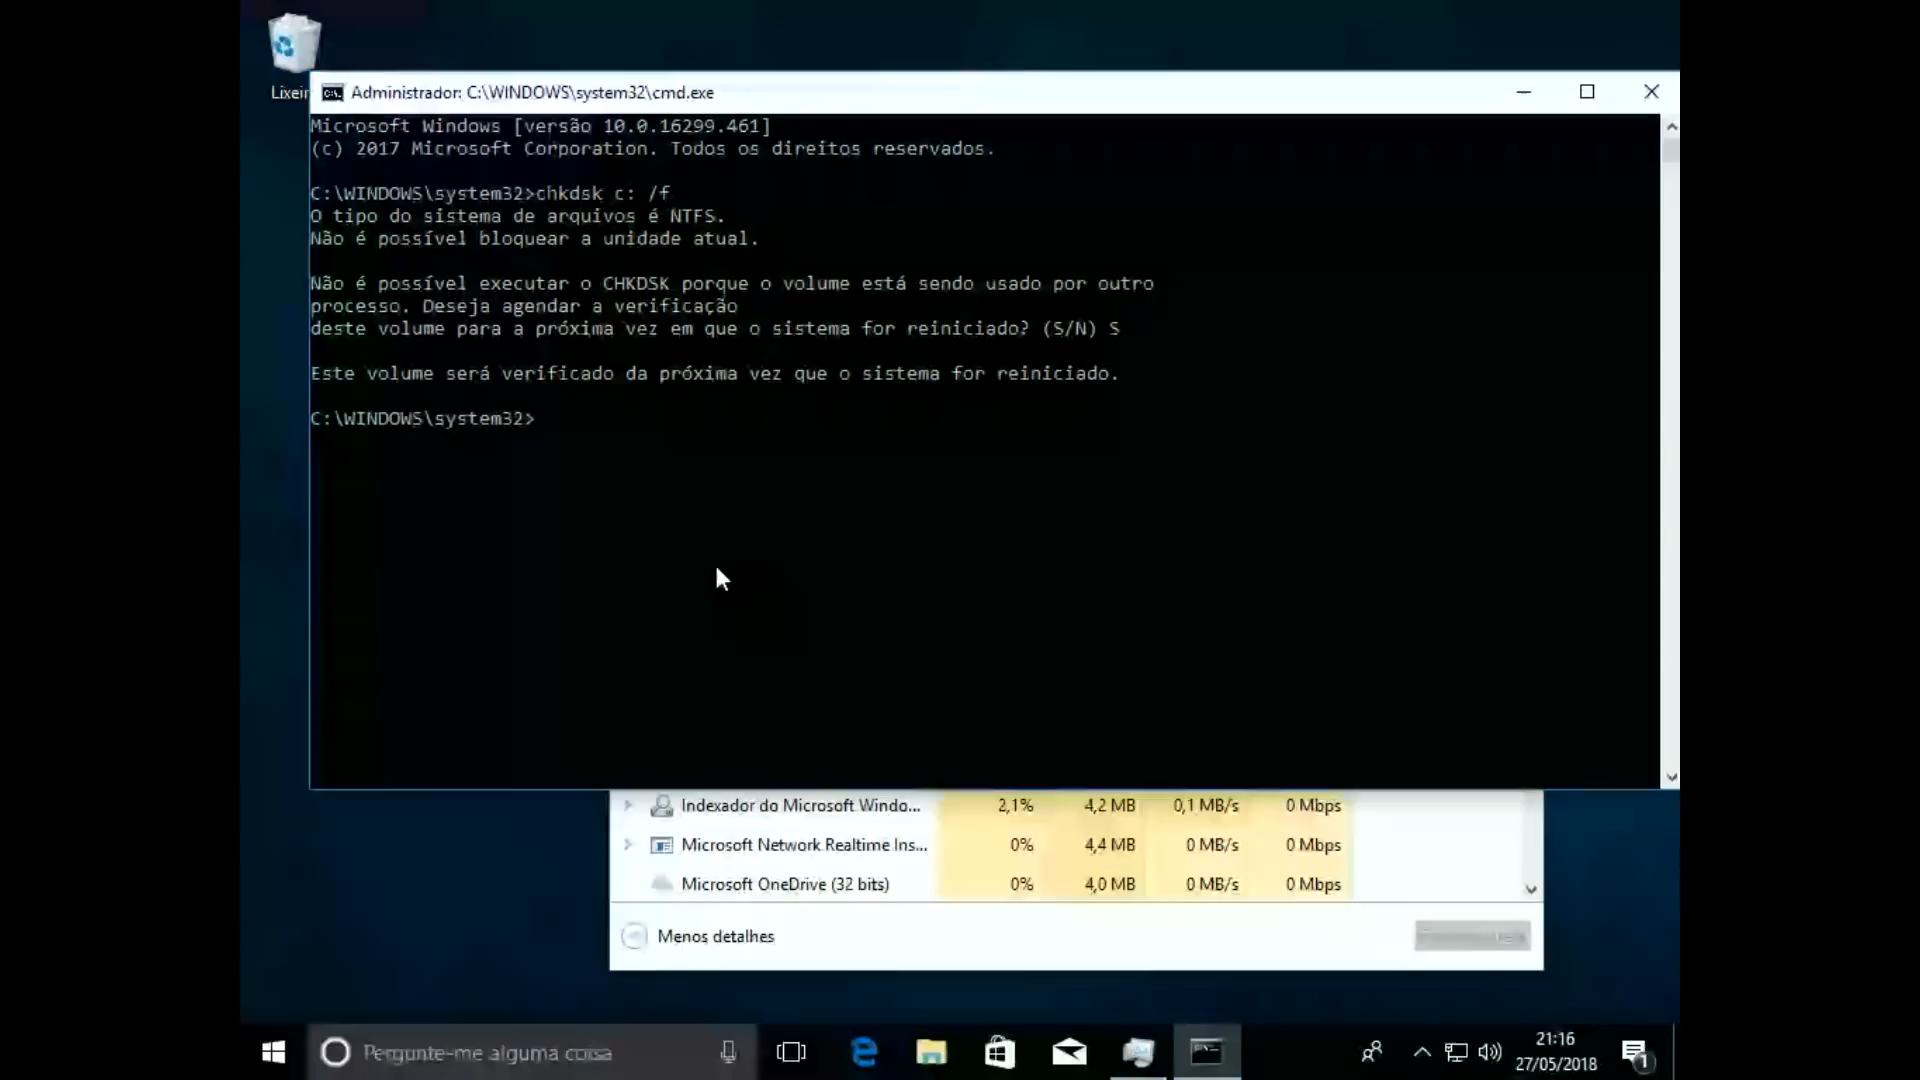 Lixeir
Administrador: C:\WINDOWS\system32\cmd.exe
Microsoft Windows [versão 10.0.16299.461]
(c) 2017 Microsoft Corporation. Todos os direitos reservados.
C:\WINDOWS\system32>chkdsk c: /f
O tipo do sistema de arquivos é NTFS.
Não é possível bloquear a unidade atual.
Não é possível executar o CHKDSK porque o volume está sendo usado por outro
processo. Deseja agendar a verificação
deste volume para a próxima vez em que o sistema for reiniciado? (S/N) S
Este volume será verificado da próxima vez que o sistema for reiniciado.
C:\WINDOWS\system32>
Indexador do Microsoft Windo... 2,1% 4,2 MB 0,1 MB/s 0 Mbps
Microsoft Network Realtime Ins... 0% 4,4 MB 0 MB/s 0 Mbps
Microsoft OneDrive (32 bits) 0% 4,0 MB 0 MB/s 0 Mbps
Menos detalhes
Pergunte-me alguma coisa
21:16
27/05/2018
1